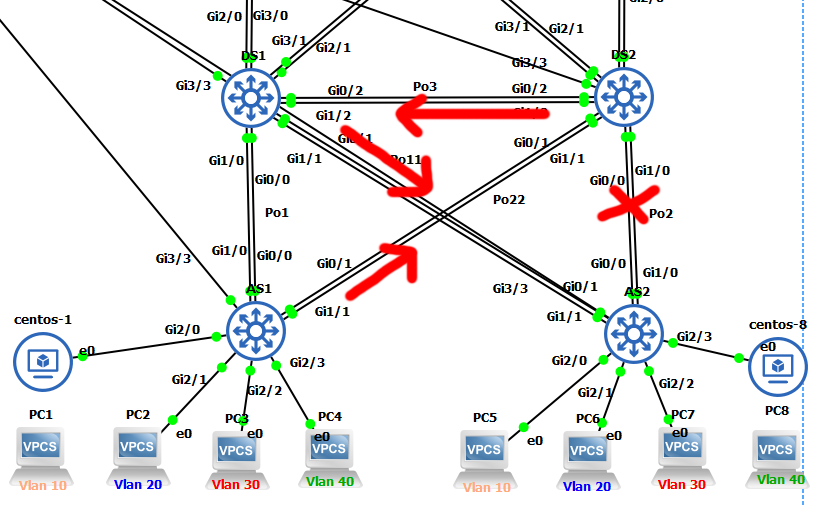 Gi2/0
Gi3/0
Gi3/1
Gi2/1
Gi2/0
DS1
Gi3/1
Gi2/1
DS2
Gi3/3
Gi3/3
Gi0/2
Po3
Gi0/2
Gi1/2
Gi0/1
Gi1/0
Gi1/1
Po11
Gi0/1
Gi1/1
Gi0/0
Gi0/0
Gi1/0
Po1
Po22
Po2
Gi3/3
Gi1/0
Gi0/0
Gi0/1
Gi0/0
Gi1/0
AS1
Gi1/1
Gi3/3
Gi0/1
Gi1/1
AS2
centos-1
e0
Gi2/0
Gi2/3
Gi2/1
Gi2/2
Gi2/0
Gi2/1
Gi2/2
Gi2/3
e0
centos-8
PC1
PC2
PC3
PC4
PC5
PC6
PC7
PC8
e0
e0
e0
e0
e0
e0
VPCS
VPCS
VPCS
VPCS
VPCS
VPCS
VPCS
VPCS
Vlan 10
Vlan 20
Vlan 30
Vlan 40
Vlan 10
Vlan 20
Vlan 30
Vlan 40